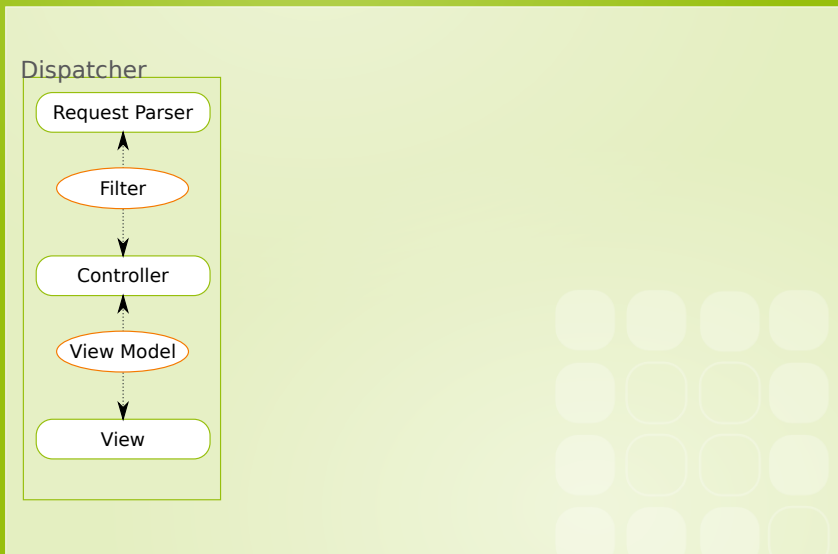 Dispatcher
Request Parser
Filter
Controller
View Model
View